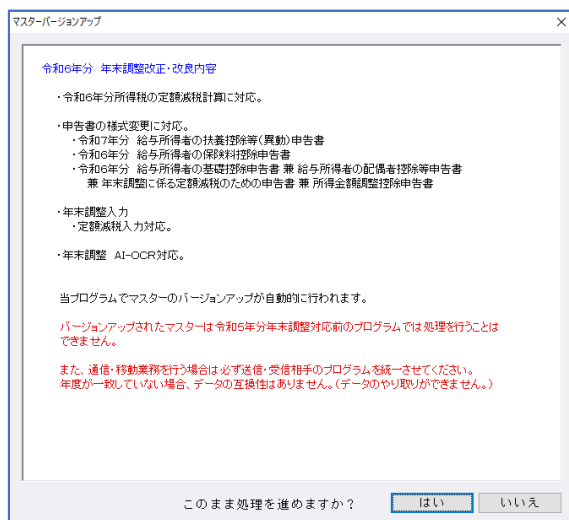 マスターバージョンアップ
令和6年分 年末調整改正・改良内容
・令和6年分所得税の定額減税計算に対応。
・申告書の様式変更に対応。
・令和7年分 給与所得者の扶養控除等(異動)申告書
・令和6年分 給与所得者の保険料控除申告書
・令和6年分 給与所得者の基礎控除申告書 兼 給与所得者の配偶者控除等申告書
兼 年末調整に係る定額減税のための申告書 兼 所得金額調整控除申告書
・年末調整入力
・定額減税入力対応。
・年末調整 AI-OCR対応。
当プログラムでマスターのバージョンアップが自動的に行われます。
バージョンアップされたマスターは令和5年分年末調整対応前のプログラムでは処理を行うことは
できません。
また、通信・移動業務を行う場合は必ず送信・受信相手のプログラムを統一させてください。
年度が一致していない場合、データの互換性はありません。(データのやり取りができません。)
このまま処理を進めますか？
はい
いいえ